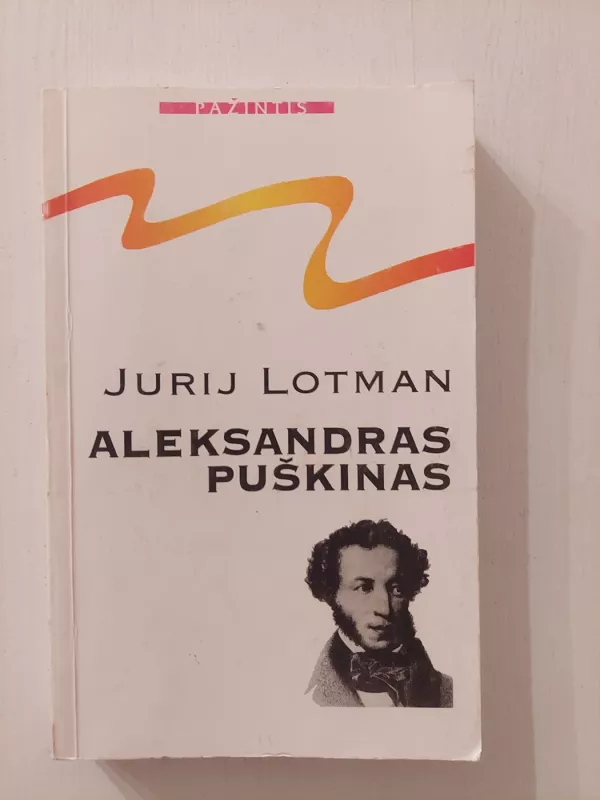 PAŽINTIS
JURIJ LOTMAN
ALEKSANDRAS
PUŠKINAS